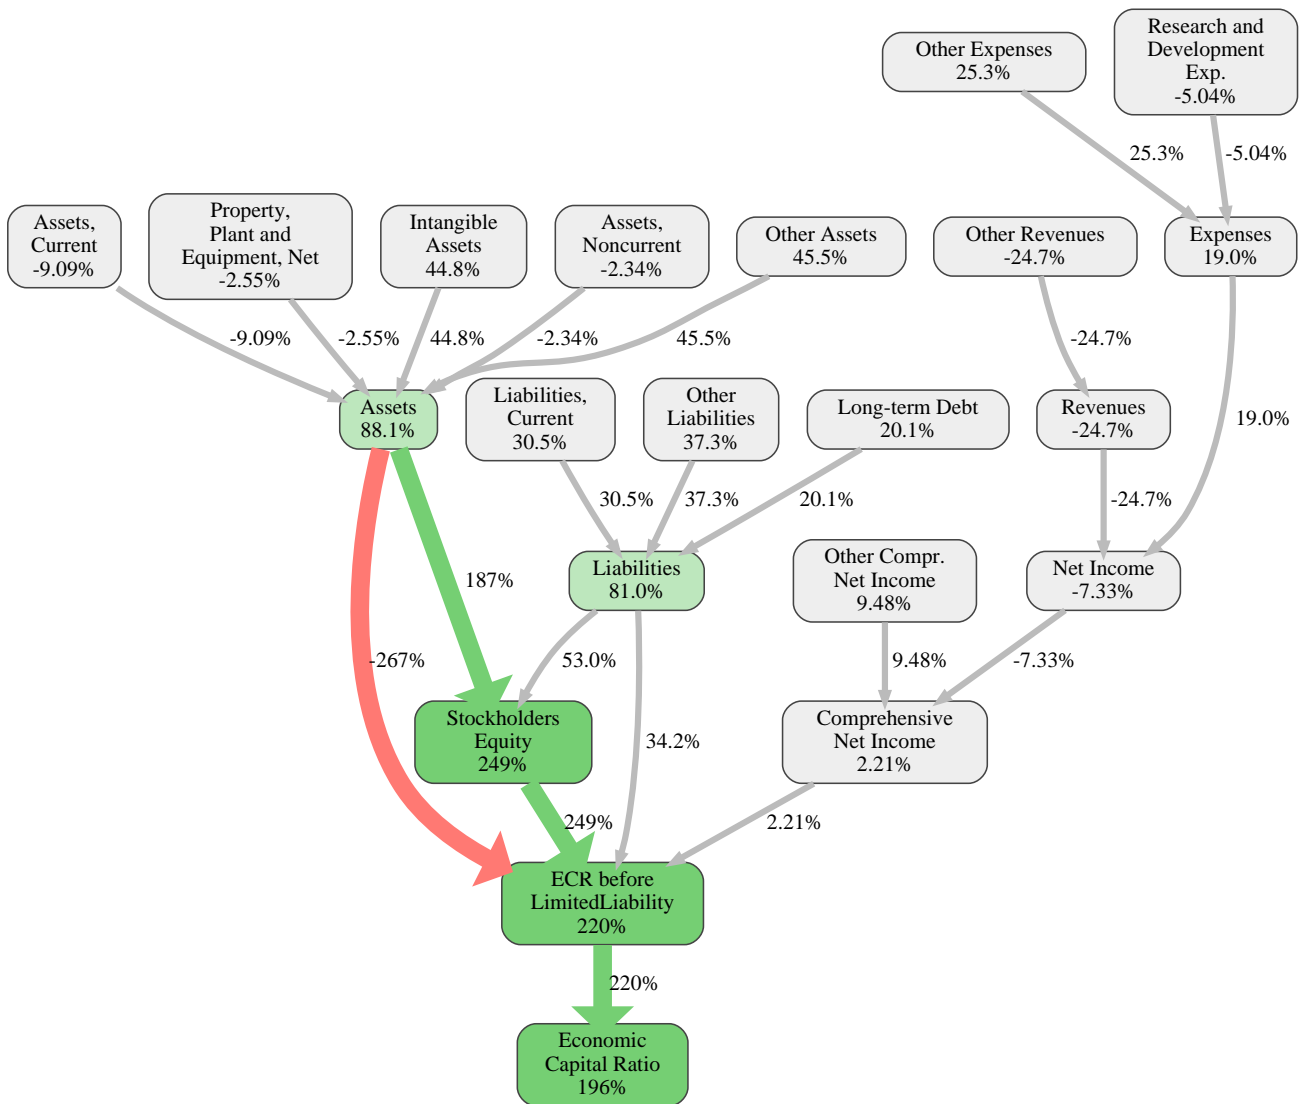 Other Expenses
25.3%
Research and
Development
Exp.
-5.04%
25.3%
-5.04%
Assets,
Current
-9.09%
Property,
Plant and
Equipment, Net
-2.55%
Intangible
Assets
44.8%
Assets,
Noncurrent
-2.34%
Other Assets
45.5%
Other Revenues
-24.7%
Expenses
19.0%
-9.09%
-2.55%
44.8%
-2.34%
45.5%
-24.7%
19.0%
Assets
88.1%
Liabilities,
Current
30.5%
Other
Liabilities
37.3%
Long-term Debt
20.1%
Revenues
-24.7%
30.5%
37.3%
20.1%
-24.7%
187%
-267%
Liabilities
81.0%
Other Compr.
Net Income
9.48%
Net Income
-7.33%
53.0%
34.2%
9.48%
-7.33%
Stockholders
Equity
249%
Comprehensive
Net Income
2.21%
249%
2.21%
ECR before
LimitedLiability
220%
220%
Economic
Capital Ratio
196%